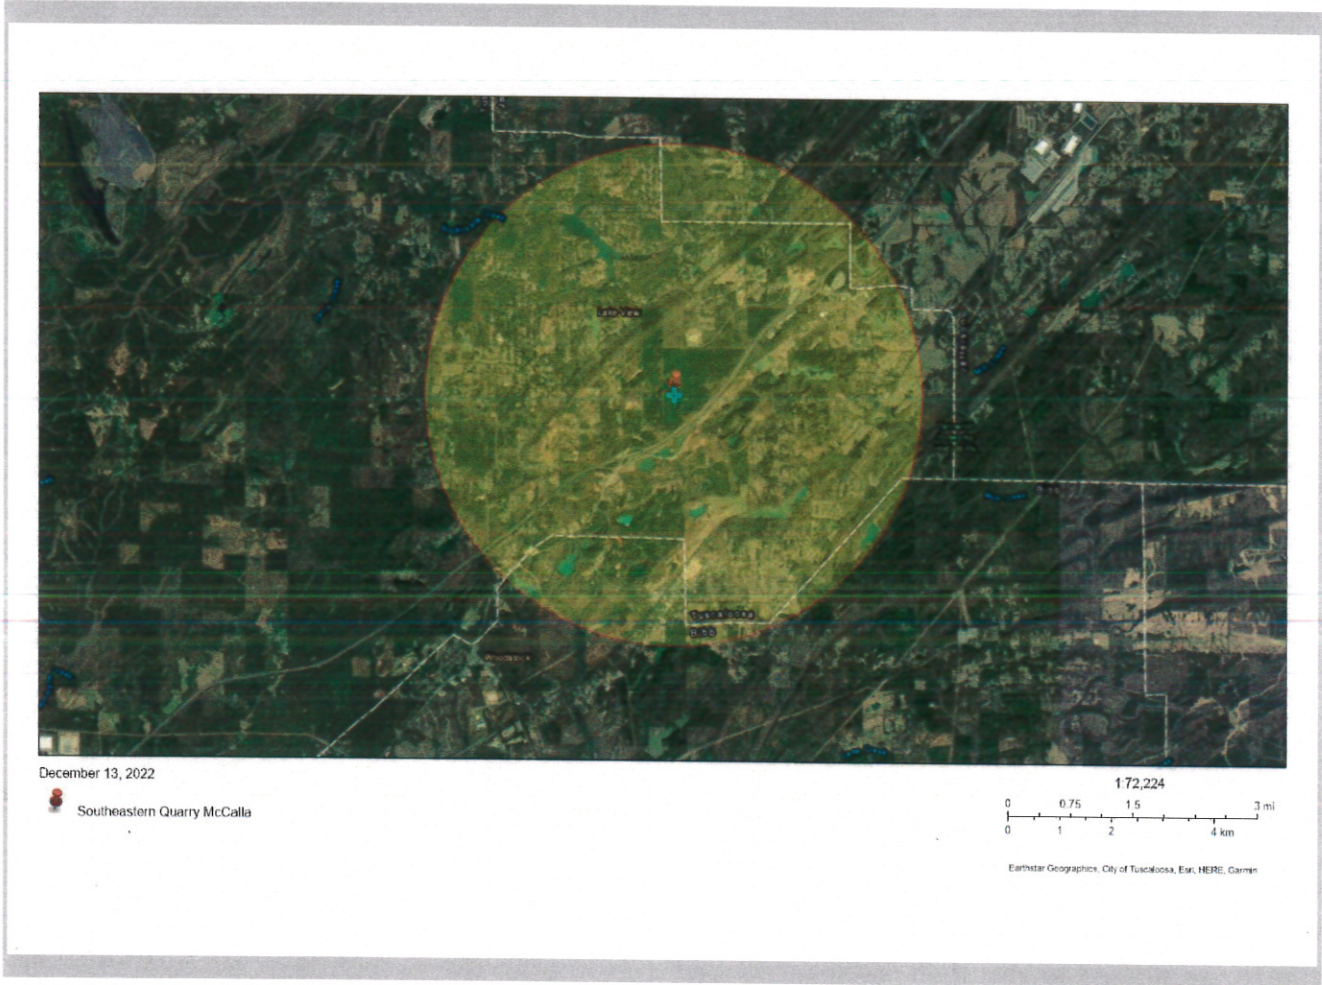 Lake View
Tuscaloosa
Bibb
Woodstock
December 13, 2022
Southeastern Quarry McCalla
1:72,224
0 0.75 1.5 3 mi
0 1 2 4 km
Earthstar Geographics, City of Tuscaloosa, Esri, HERE, Garmin